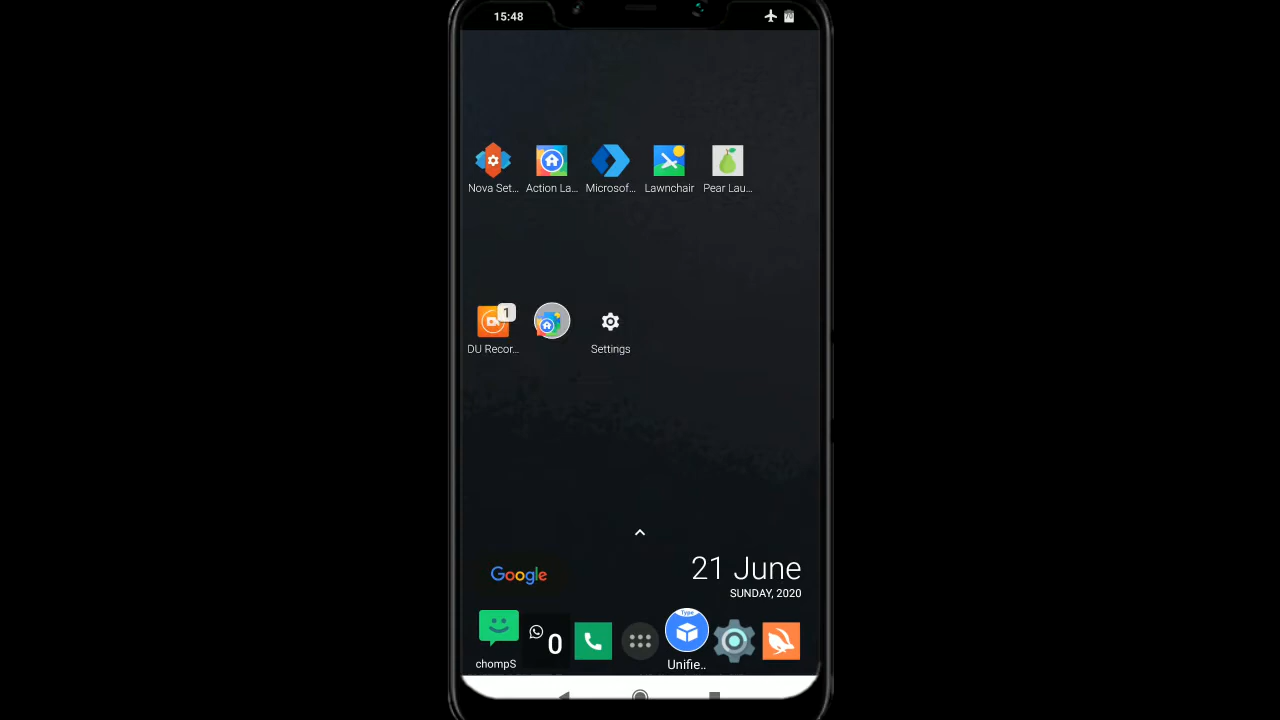 15:48
Nova Set... Action La... Microsof... Lawnchair Pear Lau...
1
DU Recor... Settings
21 June
Google
SUNDAY, 2020
Type
0
chompS
Unifie..